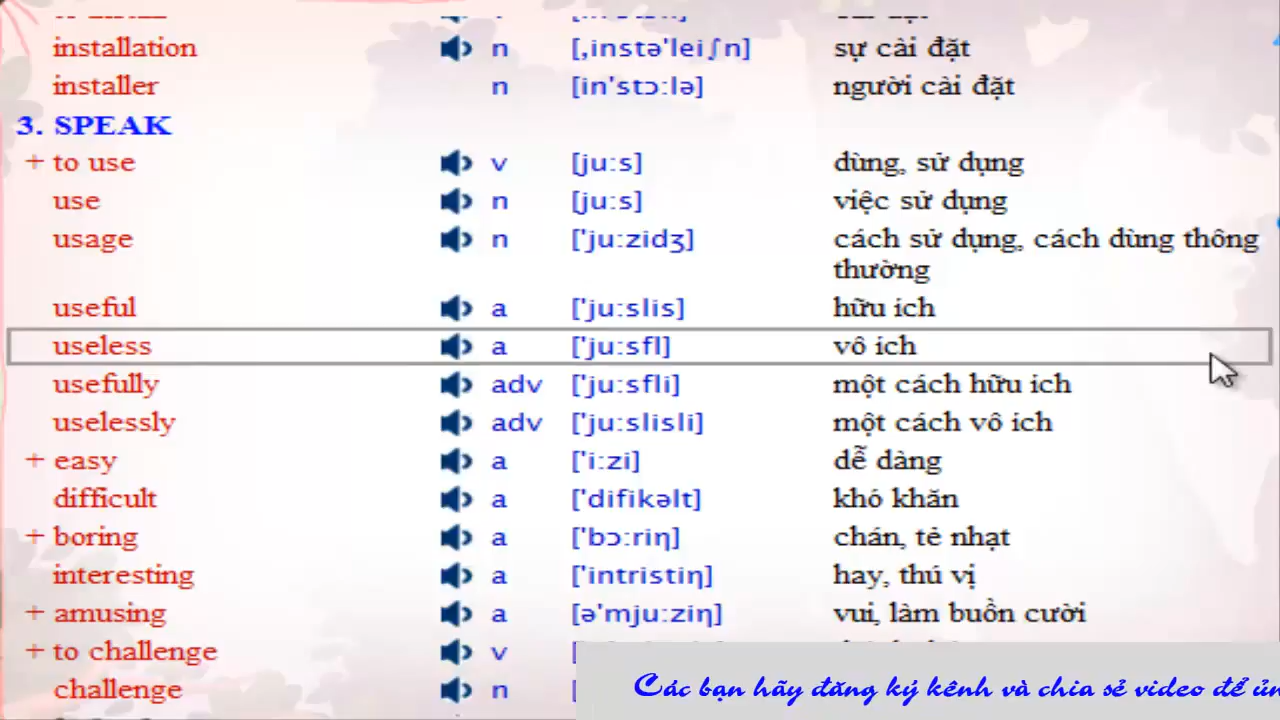 installation n [,instə'lei∫n] sự cài đặt
installer n [in'stɔ:lə] người cài đặt
3. SPEAK
+ to use v [ju:s] dùng, sử dụng
use n [ju:s] việc sử dụng
usage n ['ju:zidʒ] cách sử dụng, cách dùng thông
thường
useful a ['ju:slis] hữu ích
useless a ['ju:sfl] vô ích
usefully adv ['ju:sfli] một cách hữu ích
uselessly adv ['ju:slisli] một cách vô ích
+ easy a ['i:zi] dễ dàng
difficult a ['difikəlt] khó khăn
+ boring a ['bɔ:riη] chán, tẻ nhạt
interesting a ['intristiη] hay, thú vị
+ amusing a [ə'mju:ziη] vui, làm buồn cười
+ to challenge v [
challenge n [
Các bạn hãy đăng ký kênh và chia sẻ video để ủn